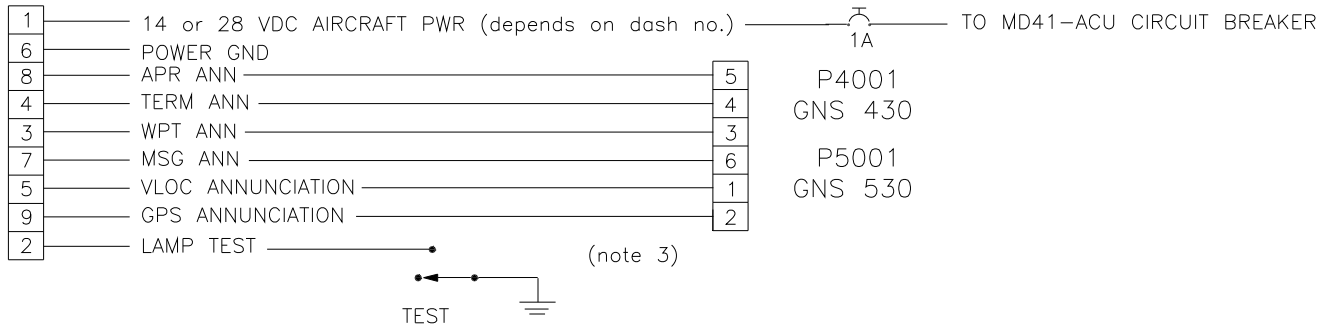 1 14 or 28 VDC AIRCRAFT PWR (depends on dash no.) 1A TO MD41-ACU CIRCUIT BREAKER
6 POWER GND
8 APR ANN 5 P4001
4 TERM ANN 4 GNS 430
3 WPT ANN 3
7 MSG ANN 6 P5001
5 VLOC ANNUNCIATION 1 GNS 530
9 GPS ANNUNCIATION 2
2 LAMP TEST (note 3)
TEST